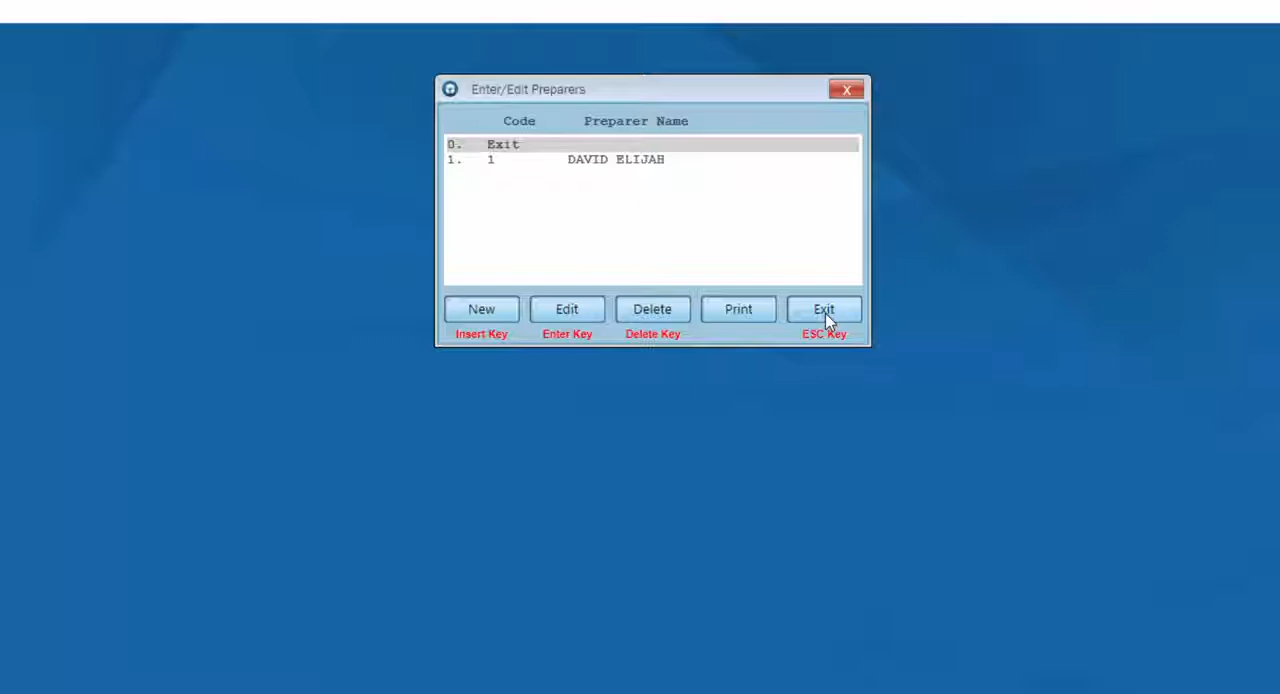 Enter/Edit Preparers
X
Code Preparer Name
0. Exit
1. 1 DAVID ELIJAH
New Edit Delete Print Exit
Insert Key Enter Key Delete Key ESC Key